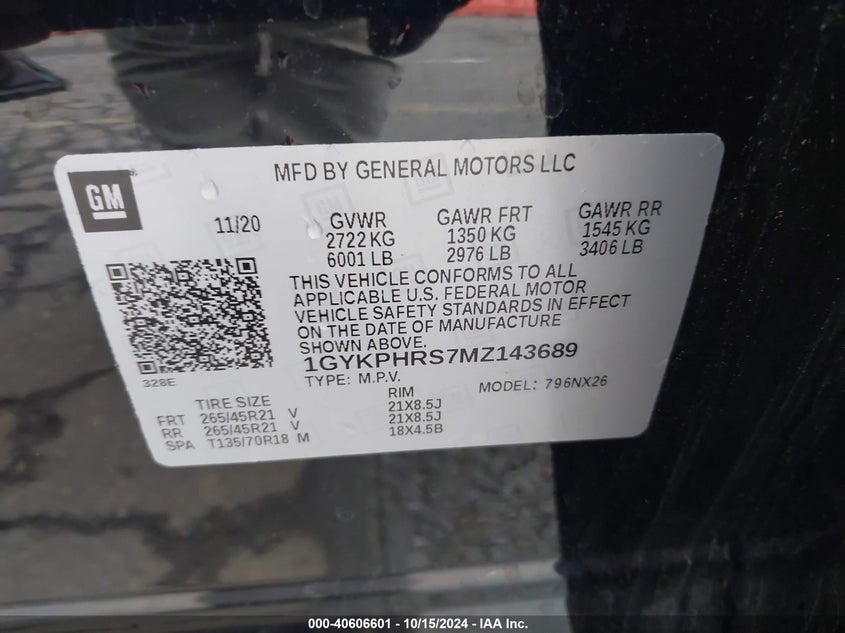 MFD BY GENERAL MOTORS LLC
GM
11/20
GVWR GAWR FRT GAWR RR
2722 KG 1350 KG 1545 KG
6001 LB 2976 LB 3406 LB
THIS VEHICLE CONFORMS TO ALL
APPLICABLE U.S. FEDERAL MOTOR
VEHICLE SAFETY STANDARDS IN EFFECT
ON THE DATE OF MANUFACTURE
SHOWN ABOVE.
1GYKPHRS7MZ143689
328E
TYPE: M.P.V. MODEL: 796NX26
TIRE SIZE RIM
FRT 265/45R21 V 21X8.5J
RR 265/45R21 V 21X8.5J
SPA T135/70R18 M 18X4.5B
000-40606601 - 10/15/2024 - IAA Inc.